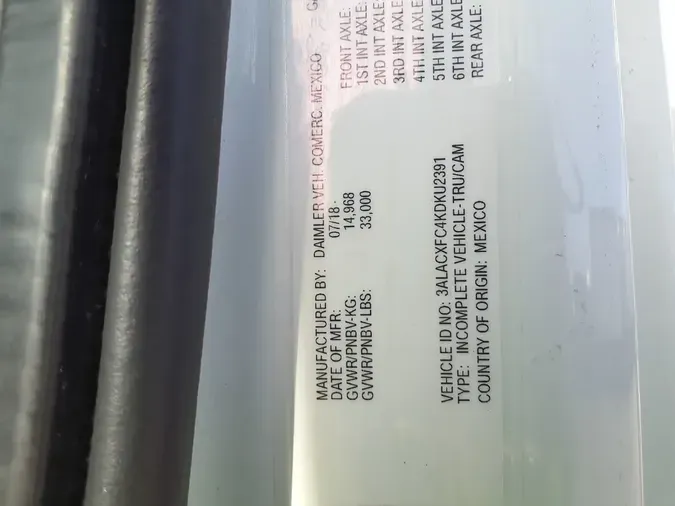 MANUFACTURED BY: DAIMLER VEH. COMERC. MEXICO
DATE OF MFR: 07/18
GVWR/PNBV-KG: 14,968
GVWR/PNBV-LBS: 33,000
FRONT AXLE:
1ST INT AXLE:
2ND INT AXLE:
3RD INT AXLE:
4TH INT AXLE:
5TH INT AXLE:
6TH INT AXLE:
REAR AXLE:
VEHICLE ID NO: 3ALACXFC4KDKU2391
TYPE: INCOMPLETE VEHICLE-TRU/CAM
COUNTRY OF ORIGIN: MEXICO